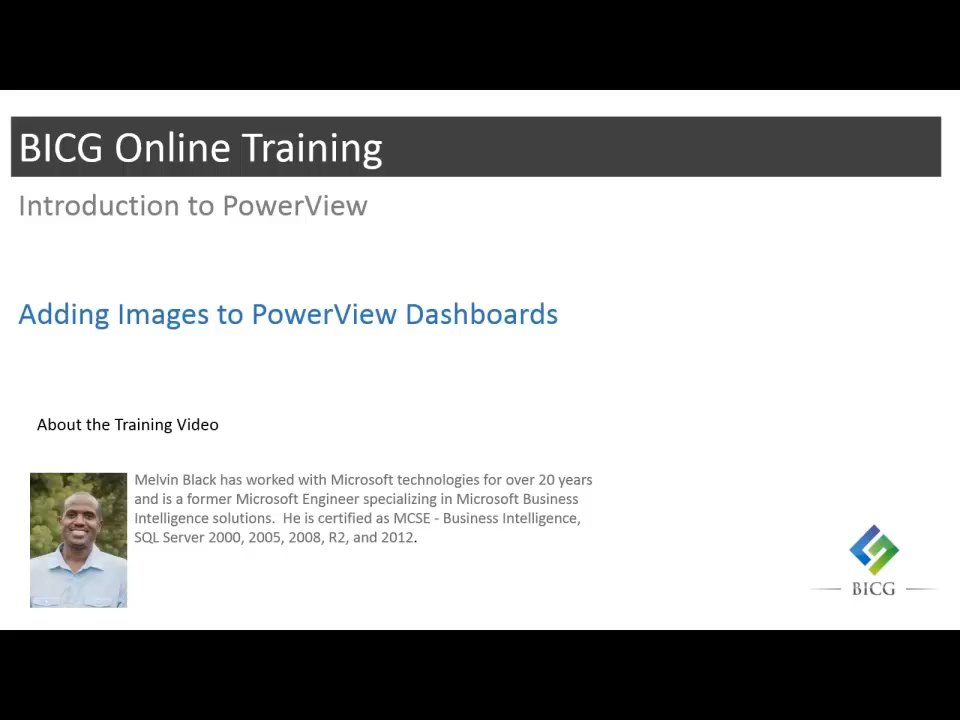 BICG Online Training
Introduction to PowerView
Adding Images to PowerView Dashboards
About the Training Video
Melvin Black has worked with Microsoft technologies for over 20 years
and is a former Microsoft Engineer specializing in Microsoft Business
Intelligence solutions.  He is certified as MCSE - Business Intelligence,
SQL Server 2000, 2005, 2008, R2, and 2012.
BICG